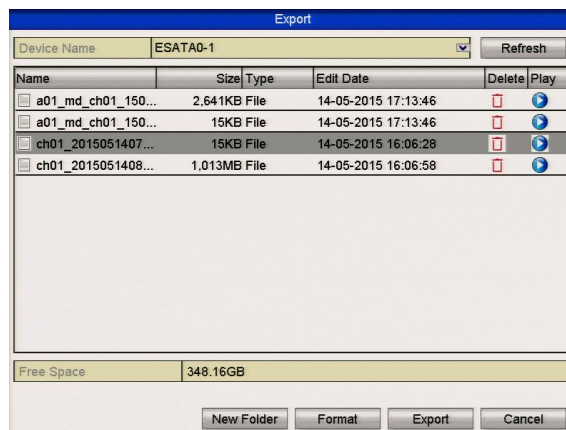 Export
Device Name ESATA0-1 Refresh
Name Size Type Edit Date Delete Play
a01_md_ch01_150... 2,641KB File 14-05-2015 17:13:46
a01_md_ch01_150... 15KB File 14-05-2015 17:13:46
ch01_2015051407... 15KB File 14-05-2015 16:06:28
ch01_2015051408... 1,013MB File 14-05-2015 16:06:58
Free Space 348.16GB
New Folder Format Export Cancel